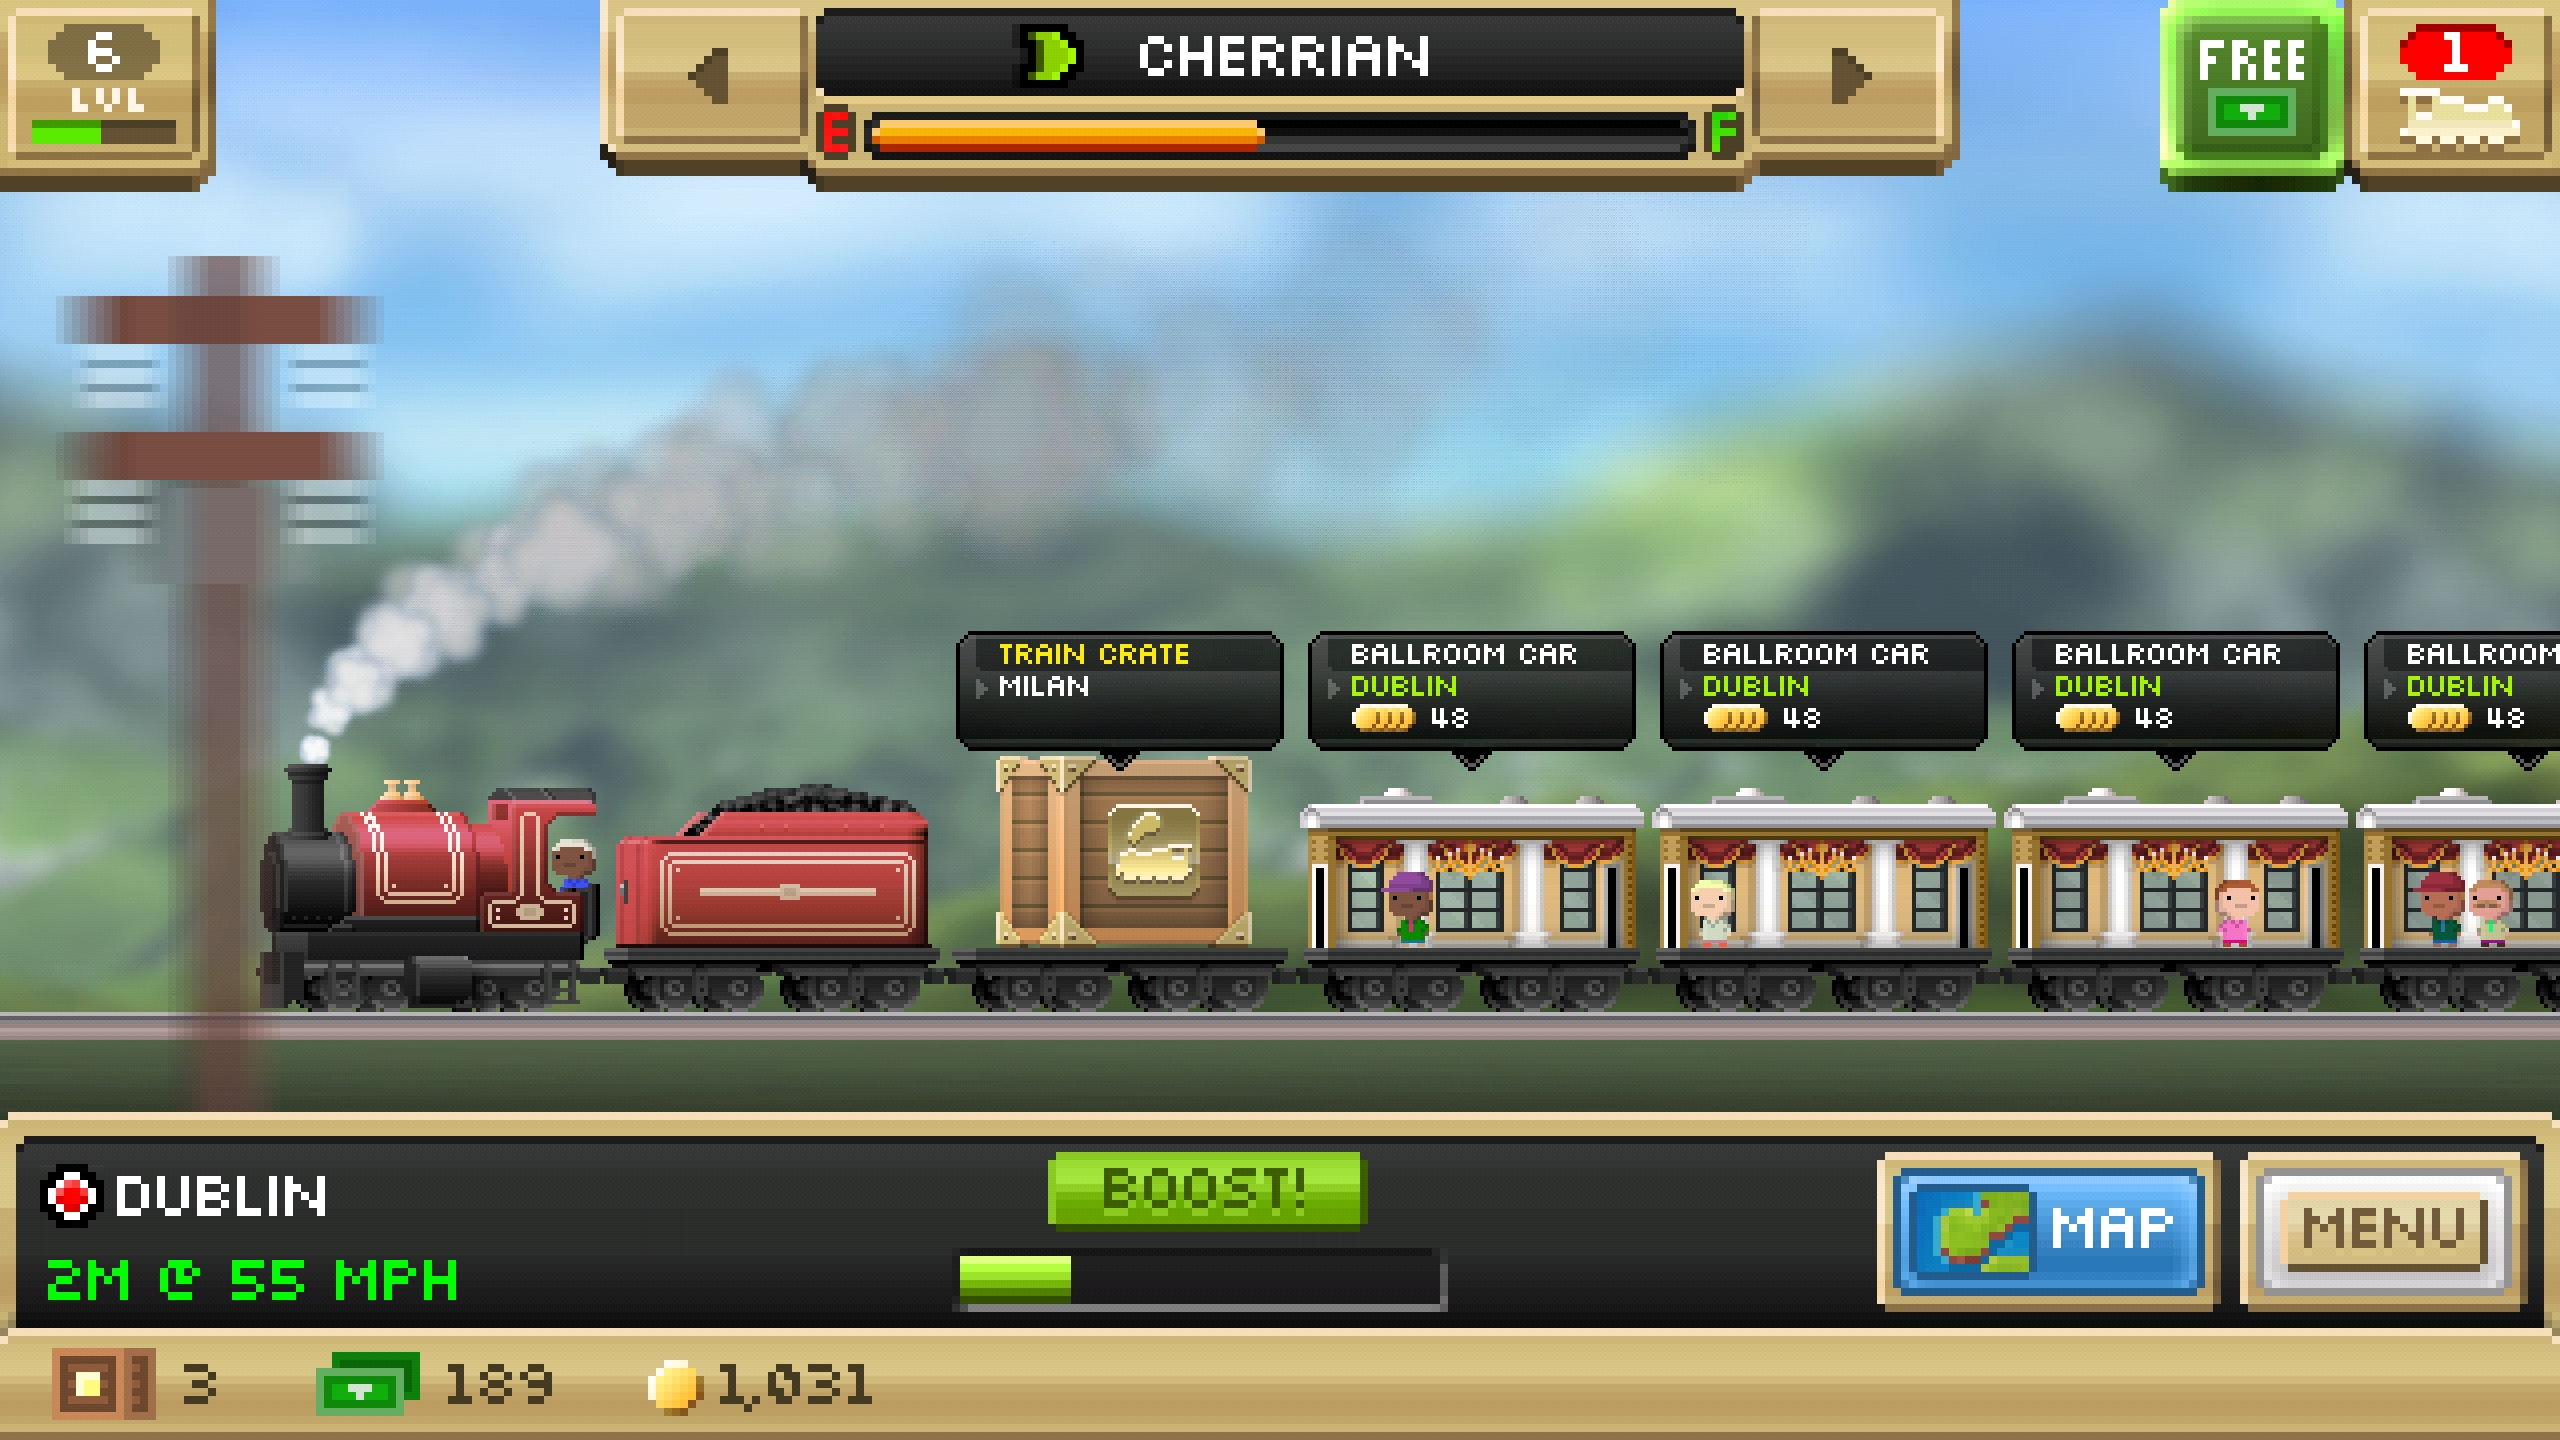 6
LVL
CHERRIAN
E
F
FREE
1
TRAIN CRATE
MILAN
BALLROOM CAR
DUBLIN
48
BALLROOM CAR
DUBLIN
48
BALLROOM CAR
DUBLIN
48
BALLROOM
DUBLIN
48
DUBLIN
2M @ 55 MPH
BOOST!
MAP
MENU
3
189
1,031